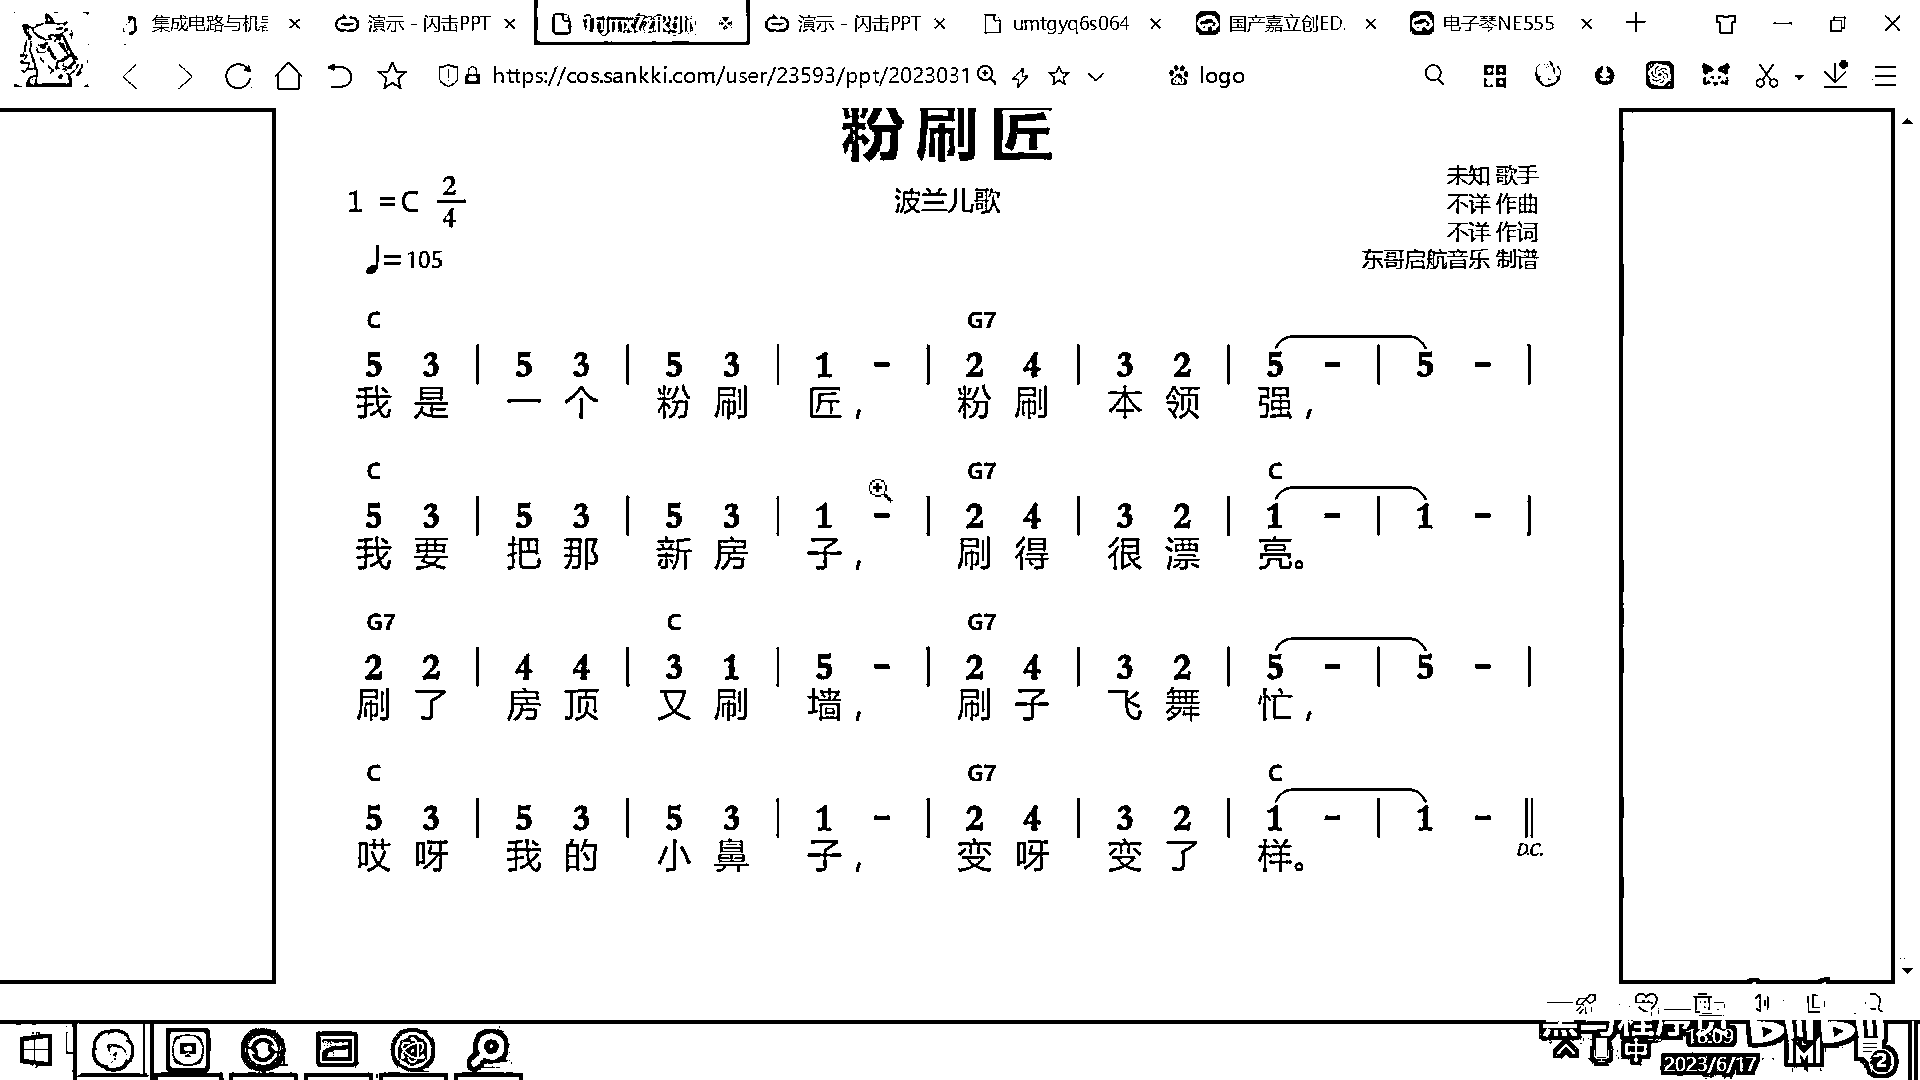 集成电路与机 演示 - 闪击PPT 演示 - 闪击PPT umtgyq6s064 国产嘉立创ED. 电子琴NE555
https://cos.sankki.com/user/23593/ppt/2023031 logo
粉刷匠
1 =C 2/4
波兰儿歌
未知 歌手
不详 作曲
不详 作词
♩=105
东哥启航音乐 制谱
C G7
5 3 | 5 3 | 5 3 | 1 - | 2 4 | 3 2 | 5 - | 5 - |
我 是 一 个 粉 刷 匠， 粉 刷 本 领 强，
C G7 C
5 3 | 5 3 | 5 3 | 1 - | 2 4 | 3 2 | 1 - | 1 - |
我 要 把 那 新 房 子， 刷 得 很 漂 亮。
G7 C G7
2 2 | 4 4 | 3 1 | 5 - | 2 4 | 3 2 | 5 - | 5 - |
刷 了 房 顶 又 刷 墙， 刷 子 飞 舞 忙，
C G7 C
5 3 | 5 3 | 5 3 | 1 - | 2 4 | 3 2 | 1 - | 1 - ‖
哎 呀 我 的 小 鼻 子， 变 呀 变 了 样。
D.C.
中 16:09
2023/6/17 2